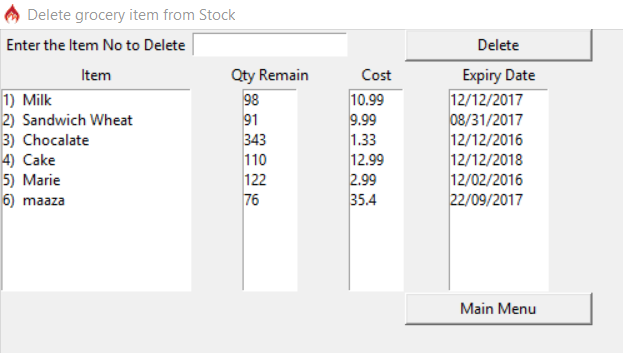 Delete grocery item from Stock
Enter the Item No to Delete Delete
Item Qty Remain Cost Expiry Date
1) Milk 98 10.99 12/12/2017
2) Sandwich Wheat 91 9.99 08/31/2017
3) Chocalate 343 1.33 12/12/2016
4) Cake 110 12.99 12/12/2018
5) Marie 122 2.99 12/02/2016
6) maaza 76 35.4 22/09/2017
Main Menu